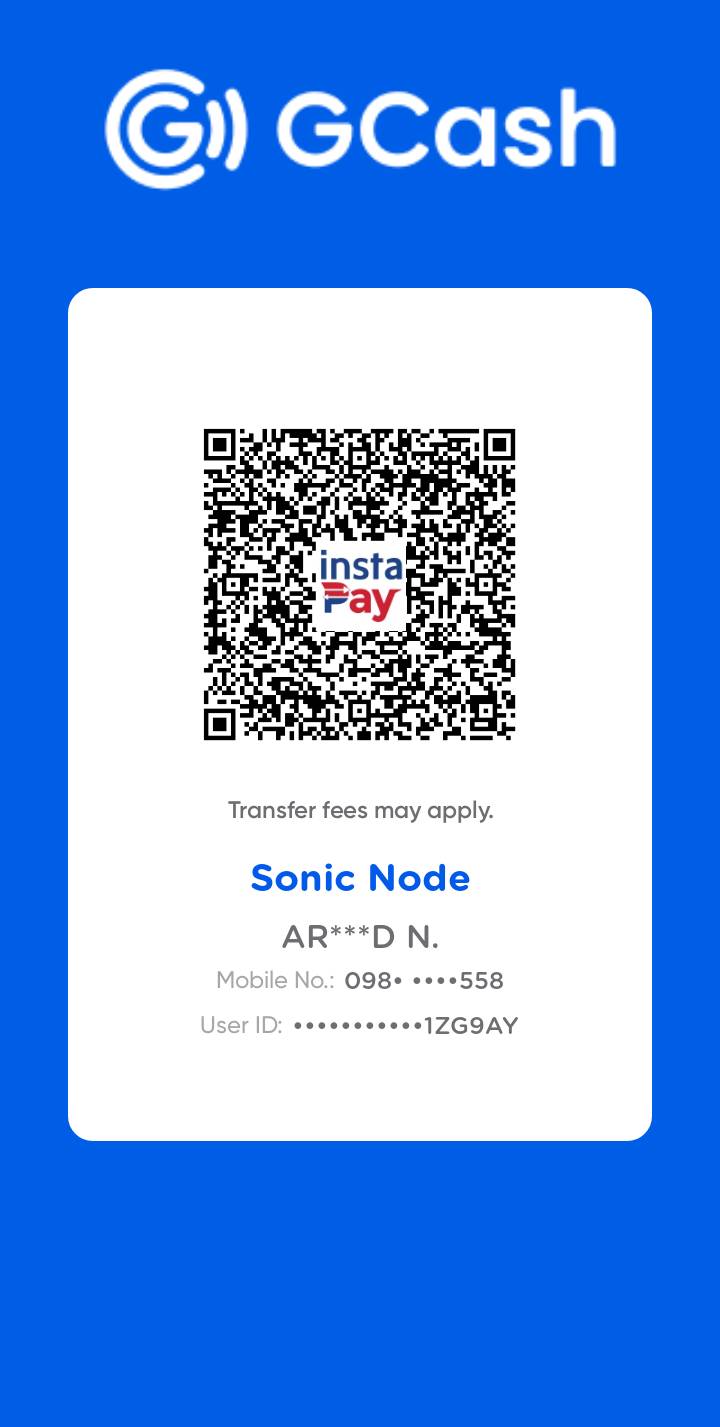 GCash
insta
Pay
Transfer fees may apply.
Sonic Node
AR***D N.
Mobile No.: 098• ••••558
User ID: •••••••••••1ZG9AY